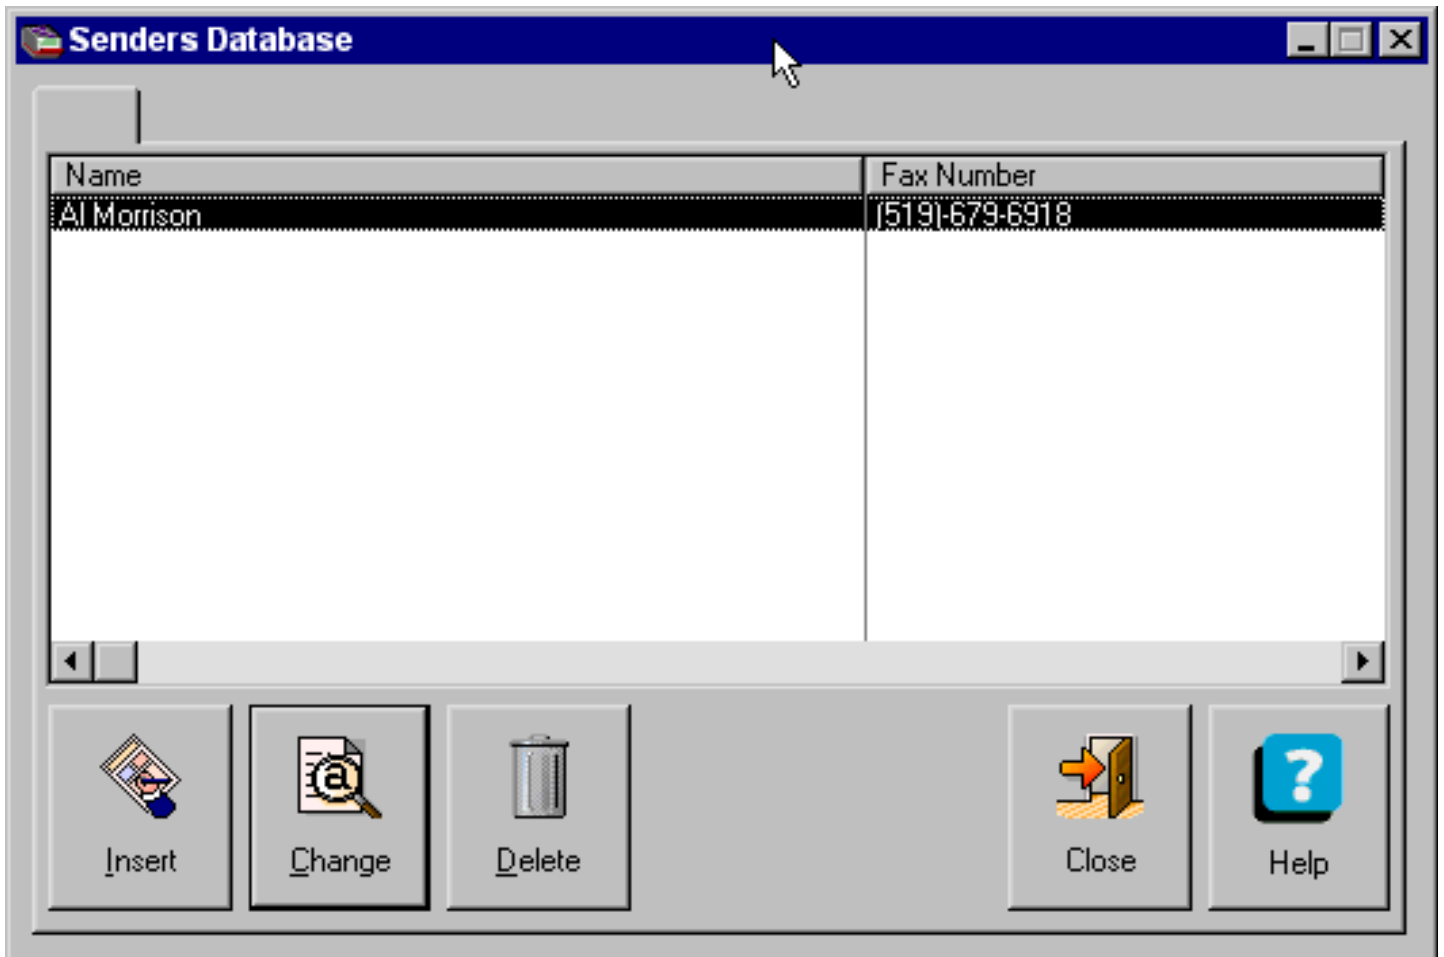 Senders Database
Name Fax Number
Al Morrison (519)-679-6918
Insert Change Delete Close Help